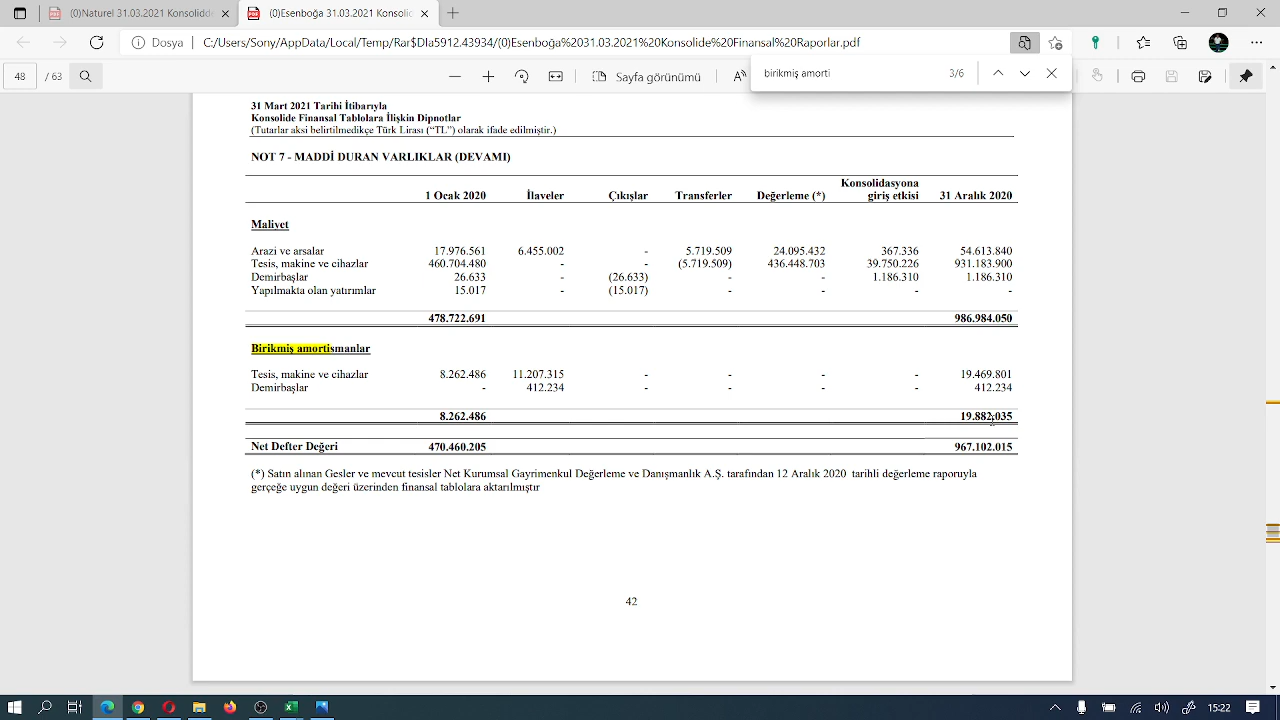 (0)Naturel 31.03.2021 Konsolidde
(0)Esenboğa 31.03.2021 Konsolic
Dosya C:/Users/Sony/AppData/Local/Temp/Rar$DIa5912.43934/(0)Esenboğa%2031.03.2021%20Konsolide%20Finansal%20Raporlar.pdf
48 / 63 Sayfa görünümü A
birikmiş amorti 3/6
31 Mart 2021 Tarihi İtibarıyla
Konsolide Finansal Tablolara İlişkin Dipnotlar
(Tutarlar aksi belirtilmedikçe Türk Lirası (“TL”) olarak ifade edilmiştir.)
NOT 7 - MADDİ DURAN VARLIKLAR (DEVAMI)
1 Ocak 2020 İlaveler Çıkışlar Transferler Değerleme (*) Konsolidasyona giriş etkisi 31 Aralık 2020
Maliyet
Arazi ve arsalar 17.976.561 6.455.002 - 5.719.509 24.095.432 367.336 54.613.840
Tesis, makine ve cihazlar 460.704.480 - - (5.719.509) 436.448.703 39.750.226 931.183.900
Demirbaşlar 26.633 - (26.633) - - 1.186.310 1.186.310
Yapılmakta olan yatırımlar 15.017 - (15.017) - - - -
478.722.691 986.984.050
Birikmiş amortismanlar
Tesis, makine ve cihazlar 8.262.486 11.207.315 - - - - 19.469.801
Demirbaşlar - 412.234 - - - - 412.234
8.262.486 19.882.035
Net Defter Değeri 470.460.205 967.102.015
(*) Satın alınan Gesler ve mevcut tesisler Net Kurumsal Gayrimenkul Değerleme ve Danışmanlık A.Ş. tarafından 12 Aralık 2020 tarihli değerleme raporuyla
gerçeğe uygun değeri üzerinden finansal tablolara aktarılmıştır
42
15:22